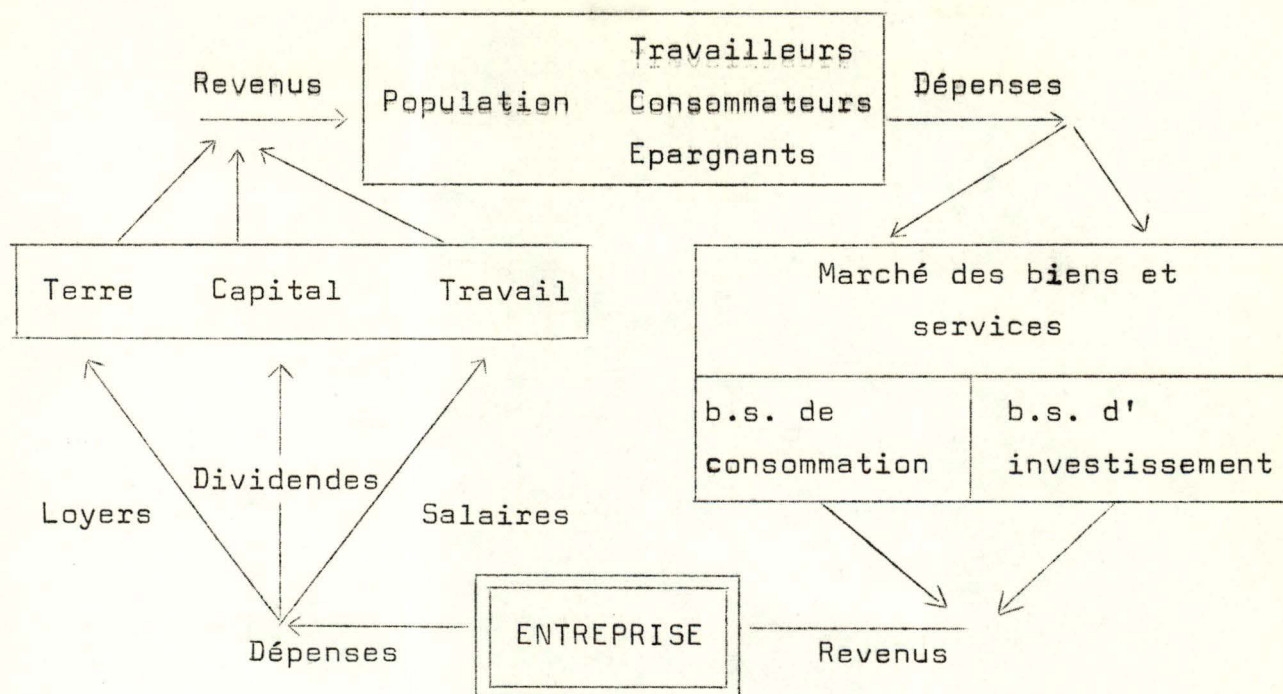 Travailleurs
Revenus
Dépenses
Population
Consommateurs
Epargnants
Terre Capital Travail
Marché des biens et
services
b.s. de
consommation
b.s. d'
investissement
Dividendes
Loyers
Salaires
ENTREPRISE
Dépenses
Revenus